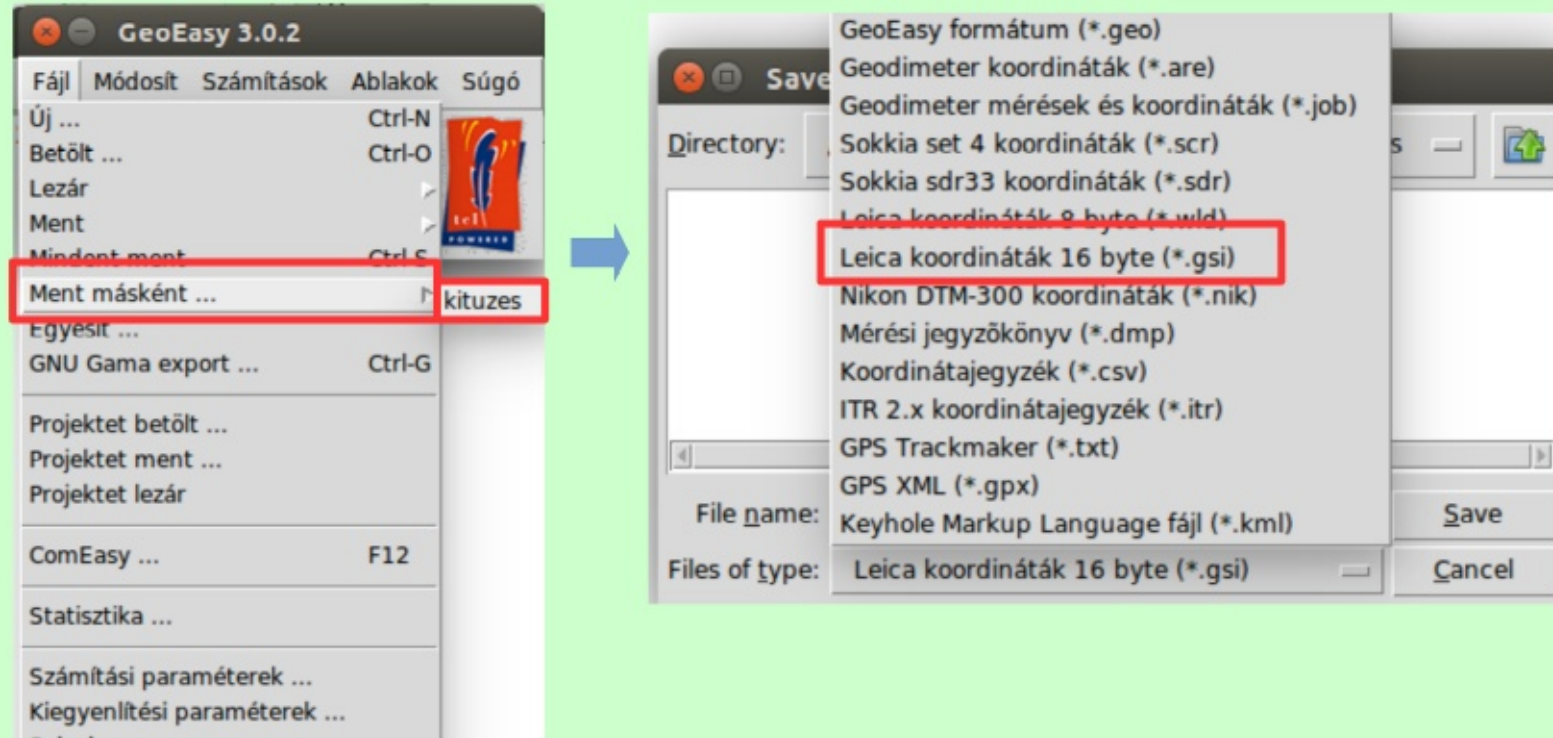 GeoEasy 3.0.2
Fájl Módosít Számítások Ablakok Súgó
Új ... Ctrl-N
Betölt ... Ctrl-O
Lezár
Ment
Mindent ment Ctrl-S
Ment másként ...
kituzes
Egyesít ...
GNU Gama export ... Ctrl-G
Projektet betölt ...
Projektet ment ...
Projektet lezár
ComEasy ... F12
Statisztika ...
Számítási paraméterek ...
Kiegyenlítési paraméterek ...
tcl
POWERED
Save
Directory:
GeoEasy formátum (*.geo)
Geodimeter koordináták (*.are)
Geodimeter mérések és koordináták (*.job)
Sokkia set 4 koordináták (*.scr)
Sokkia sdr33 koordináták (*.sdr)
Leica koordináták 8 byte (*.wld)
Leica koordináták 16 byte (*.gsi)
Nikon DTM-300 koordináták (*.nik)
Mérési jegyzõkönyv (*.dmp)
Koordinátajegyzék (*.csv)
ITR 2.x koordinátajegyzék (*.itr)
GPS Trackmaker (*.txt)
GPS XML (*.gpx)
Keyhole Markup Language fájl (*.kml)
File name:
Save
Files of type: Leica koordináták 16 byte (*.gsi)
Cancel